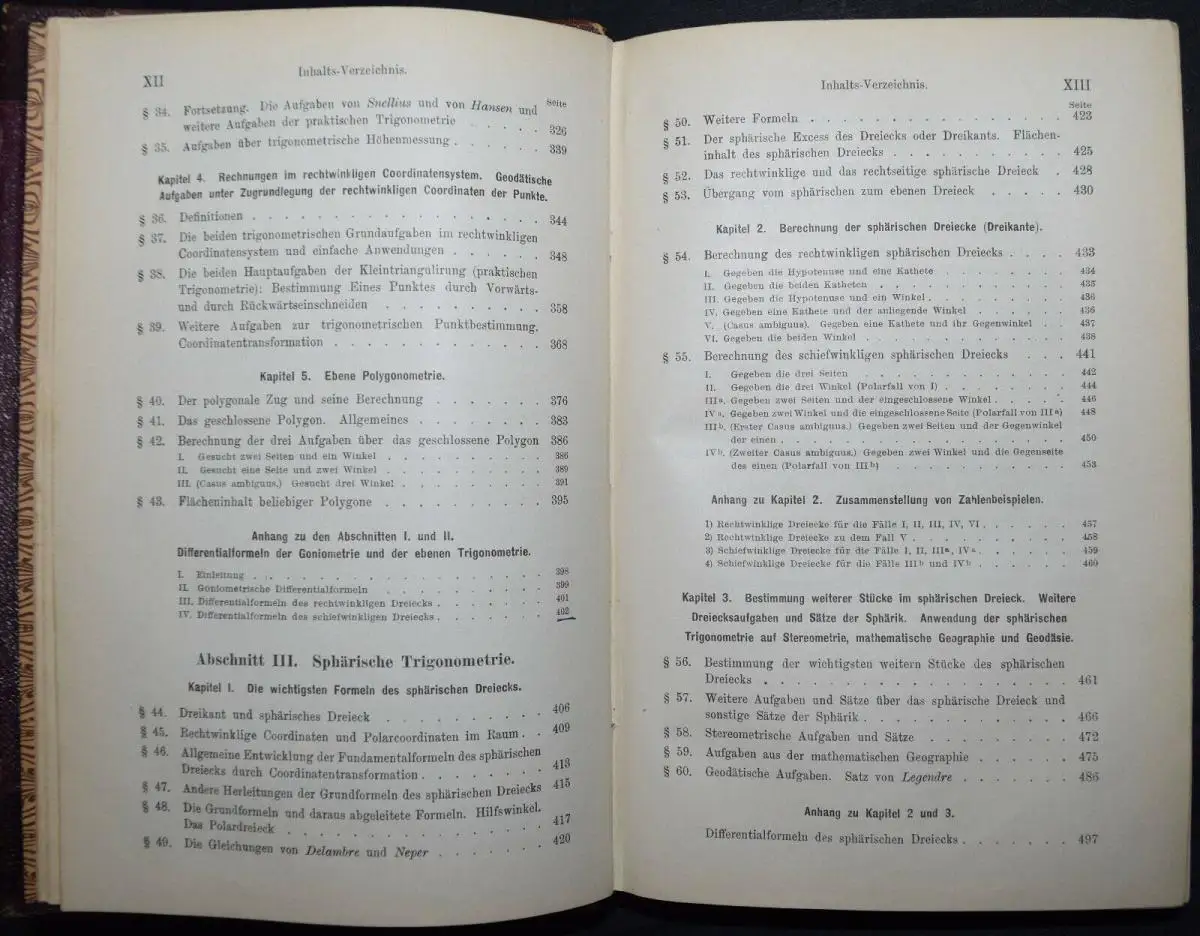 XII
Inhalts-Verzeichnis.
Seite
§ 34. Fortsetzung. Die Aufgaben von Snellius und von Hansen und
weitere Aufgaben der praktischen Trigonometrie . . . . . 326
§ 35. Aufgaben über trigonometrische Höhenmessung . . . . . 339
Kapitel 4. Rechnungen im rechtwinkligen Coordinatensystem. Geodätische
Aufgaben unter Zugrundlegung der rechtwinkligen Coordinaten der Punkte.
§ 36. Definitionen . . . . . 344
§ 37. Die beiden trigonometrischen Grundaufgaben im rechtwinkligen
Coordinatensystem und einfache Anwendungen . . . . . 348
§ 38. Die beiden Hauptaufgaben der Kleintriangulirung (praktischen
Trigonometrie): Bestimmung Eines Punktes durch Vorwärts-
und durch Rückwärtseinschneiden . . . . . 358
§ 39. Weitere Aufgaben zur trigonometrischen Punktbestimmung.
Coordinatentransformation . . . . . 368
Kapitel 5. Ebene Polygonometrie.
§ 40. Der polygonale Zug und seine Berechnung . . . . . 376
§ 41. Das geschlossene Polygon. Allgemeines . . . . . 383
§ 42. Berechnung der drei Aufgaben über das geschlossene Polygon 386
I. Gesucht zwei Seiten und ein Winkel . . . . . 386
II. Gesucht eine Seite und zwei Winkel . . . . . 389
III. (Casus ambiguus.) Gesucht drei Winkel . . . . . 391
§ 43. Flächeninhalt beliebiger Polygone . . . . . 395
Anhang zu den Abschnitten I. und II.
Differentialformeln der Goniometrie und der ebenen Trigonometrie.
I. Einleitung . . . . . 398
II. Goniometrische Differentialformeln . . . . . 399
III. Differentialformeln des rechtwinkligen Dreiecks . . . . . 401
IV. Differentialformeln des schiefwinkligen Dreiecks . . . . . 402
Abschnitt III. Sphärische Trigonometrie.
Kapitel I. Die wichtigsten Formeln des sphärischen Dreiecks.
§ 44. Dreikant und sphärisches Dreieck . . . . . 406
§ 45. Rechtwinklige Coordinaten und Polarcoordinaten im Raum . . 409
§ 46. Allgemeine Entwicklung der Fundamentalformeln des sphärischen
Dreiecks durch Coordinatentransformation . . . . . 413
§ 47. Andere Herleitungen der Grundformeln des sphärischen Dreiecks 415
§ 48. Die Grundformeln und daraus abgeleitete Formeln. Hilfswinkel.
Das Polardreieck . . . . . 417
§ 49. Die Gleichungen von Delambre und Neper . . . . . 420
Inhalts-Verzeichnis.
XIII
Seite
§ 50. Weitere Formeln . . . . . 423
§ 51. Der sphärische Excess des Dreiecks oder Dreikants. Flächen-
inhalt des sphärischen Dreiecks . . . . . 425
§ 52. Das rechtwinklige und das rechtseitige sphärische Dreieck . 428
§ 53. Übergang vom sphärischen zum ebenen Dreieck . . . . . 430
Kapitel 2. Berechnung der sphärischen Dreiecke (Dreikante).
§ 54. Berechnung des rechtwinkligen sphärischen Dreiecks . . . . 433
I. Gegeben die Hypotenuse und eine Kathete . . . . . 434
II. Gegeben die beiden Katheten . . . . . 435
III. Gegeben die Hypotenuse und ein Winkel . . . . . 436
IV. Gegeben eine Kathete und der anliegende Winkel . . . . . 436
V. (Casus ambiguus). Gegeben eine Kathete und ihr Gegenwinkel . . 437
VI. Gegeben die beiden Winkel . . . . . 438
§ 55. Berechnung des schiefwinkligen sphärischen Dreiecks . . . 441
I. Gegeben die drei Seiten . . . . . 442
II. Gegeben die drei Winkel (Polarfall von I) . . . . . 444
IIIa. Gegeben zwei Seiten und der eingeschlossene Winkel . . . . . 446
IVa. Gegeben zwei Winkel und die eingeschlossene Seite (Polarfall von IIIa) 448
IIIb. (Erster Casus ambiguus.) Gegeben zwei Seiten und der Gegenwinkel
der einen . . . . . 450
IVb. (Zweiter Casus ambiguus.) Gegeben zwei Winkel und die Gegenseite
des einen (Polarfall von IIIb) . . . . . 453
Anhang zu Kapitel 2. Zusammenstellung von Zahlenbeispielen.
1) Rechtwinklige Dreiecke für die Fälle I, II, III, IV, VI . . . . . 457
2) Rechtwinklige Dreiecke zu dem Fall V . . . . . 458
3) Schiefwinklige Dreiecke für die Fälle I, II, IIIa, IVa . . . . . 459
4) Schiefwinklige Dreiecke für die Fälle IIIb und IVb . . . . . 460
Kapitel 3. Bestimmung weiterer Stücke im sphärischen Dreieck. Weitere
Dreiecksaufgaben und Sätze der Sphärik. Anwendung der sphärischen
Trigonometrie auf Stereometrie, mathematische Geographie und Geodäsie.
§ 56. Bestimmung der wichtigsten weitern Stücke des sphärischen
Dreiecks . . . . . 461
§ 57. Weitere Aufgaben und Sätze über das sphärische Dreieck und
sonstige Sätze der Sphärik . . . . . 466
§ 58. Stereometrische Aufgaben und Sätze . . . . . 472
§ 59. Aufgaben aus der mathematischen Geographie . . . . . 475
§ 60. Geodätische Aufgaben. Satz von Legendre . . . . . 486
Anhang zu Kapitel 2 und 3.
Differentialformeln des sphärischen Dreiecks . . . . . 497